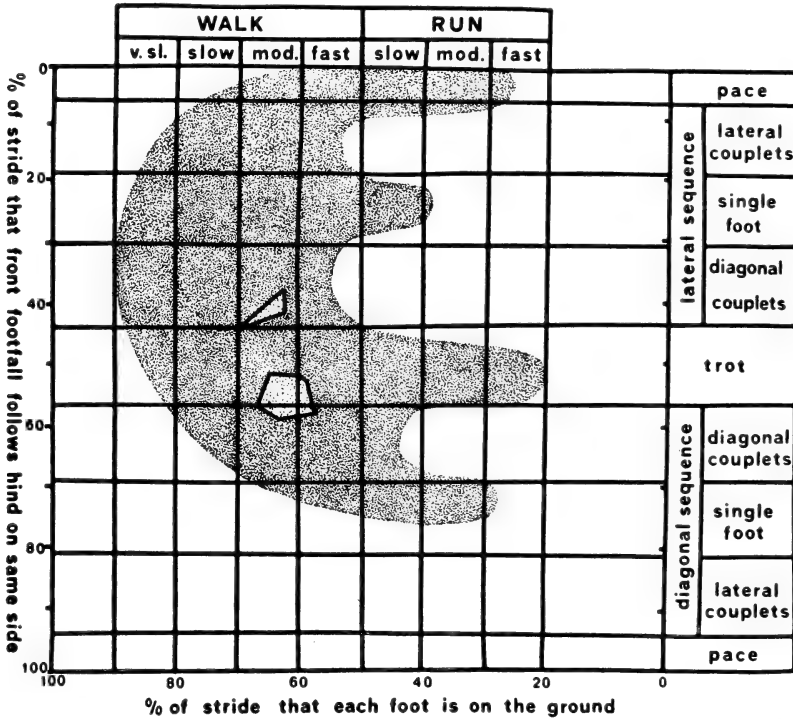 WALK RUN
v. sl. slow mod. fast slow mod. fast
% of stride that front footfall follows hind on same side
0
20
40
60
80
100
pace
lateral sequence
lateral
couplets
single
foot
diagonal
couplets
trot
diagonal sequence
diagonal
couplets
single
foot
lateral
couplets
pace
100 80 60 40 20 0
% of stride that each foot is on the ground